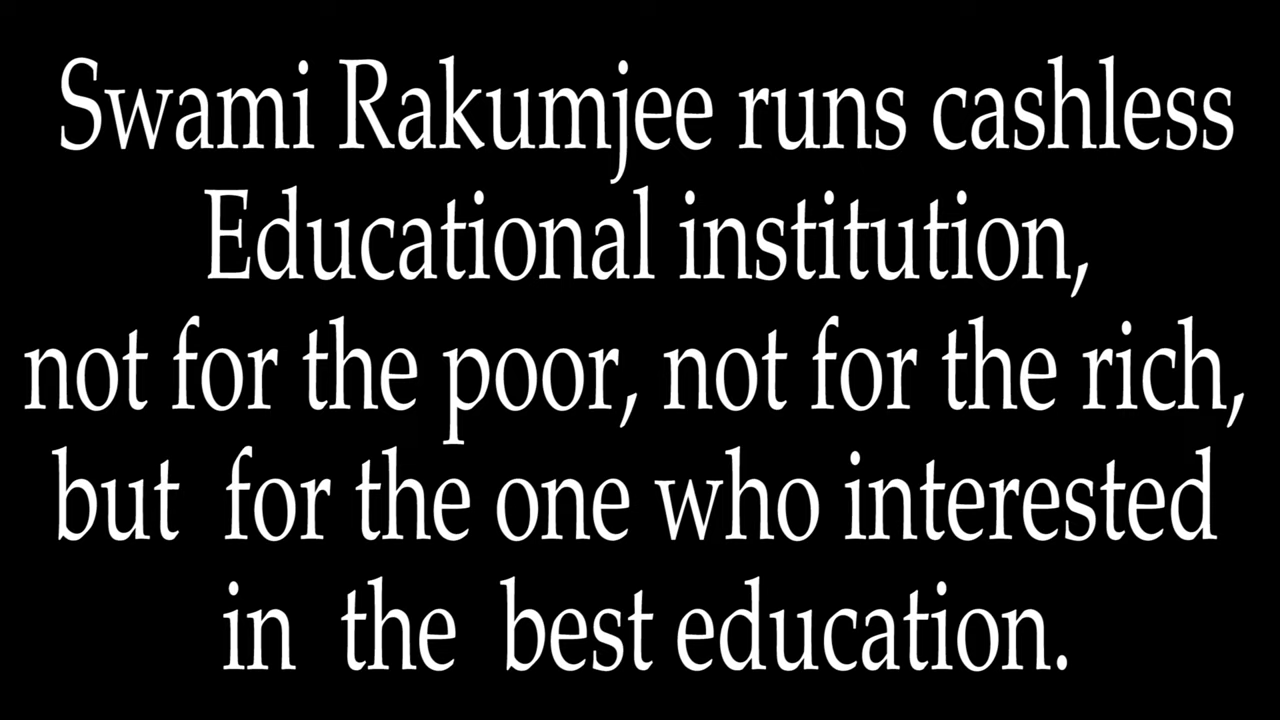 Swami Rakumjee runs cashless
Educational institution,
not for the poor, not for the rich,
but for the one who interested
in the best education.